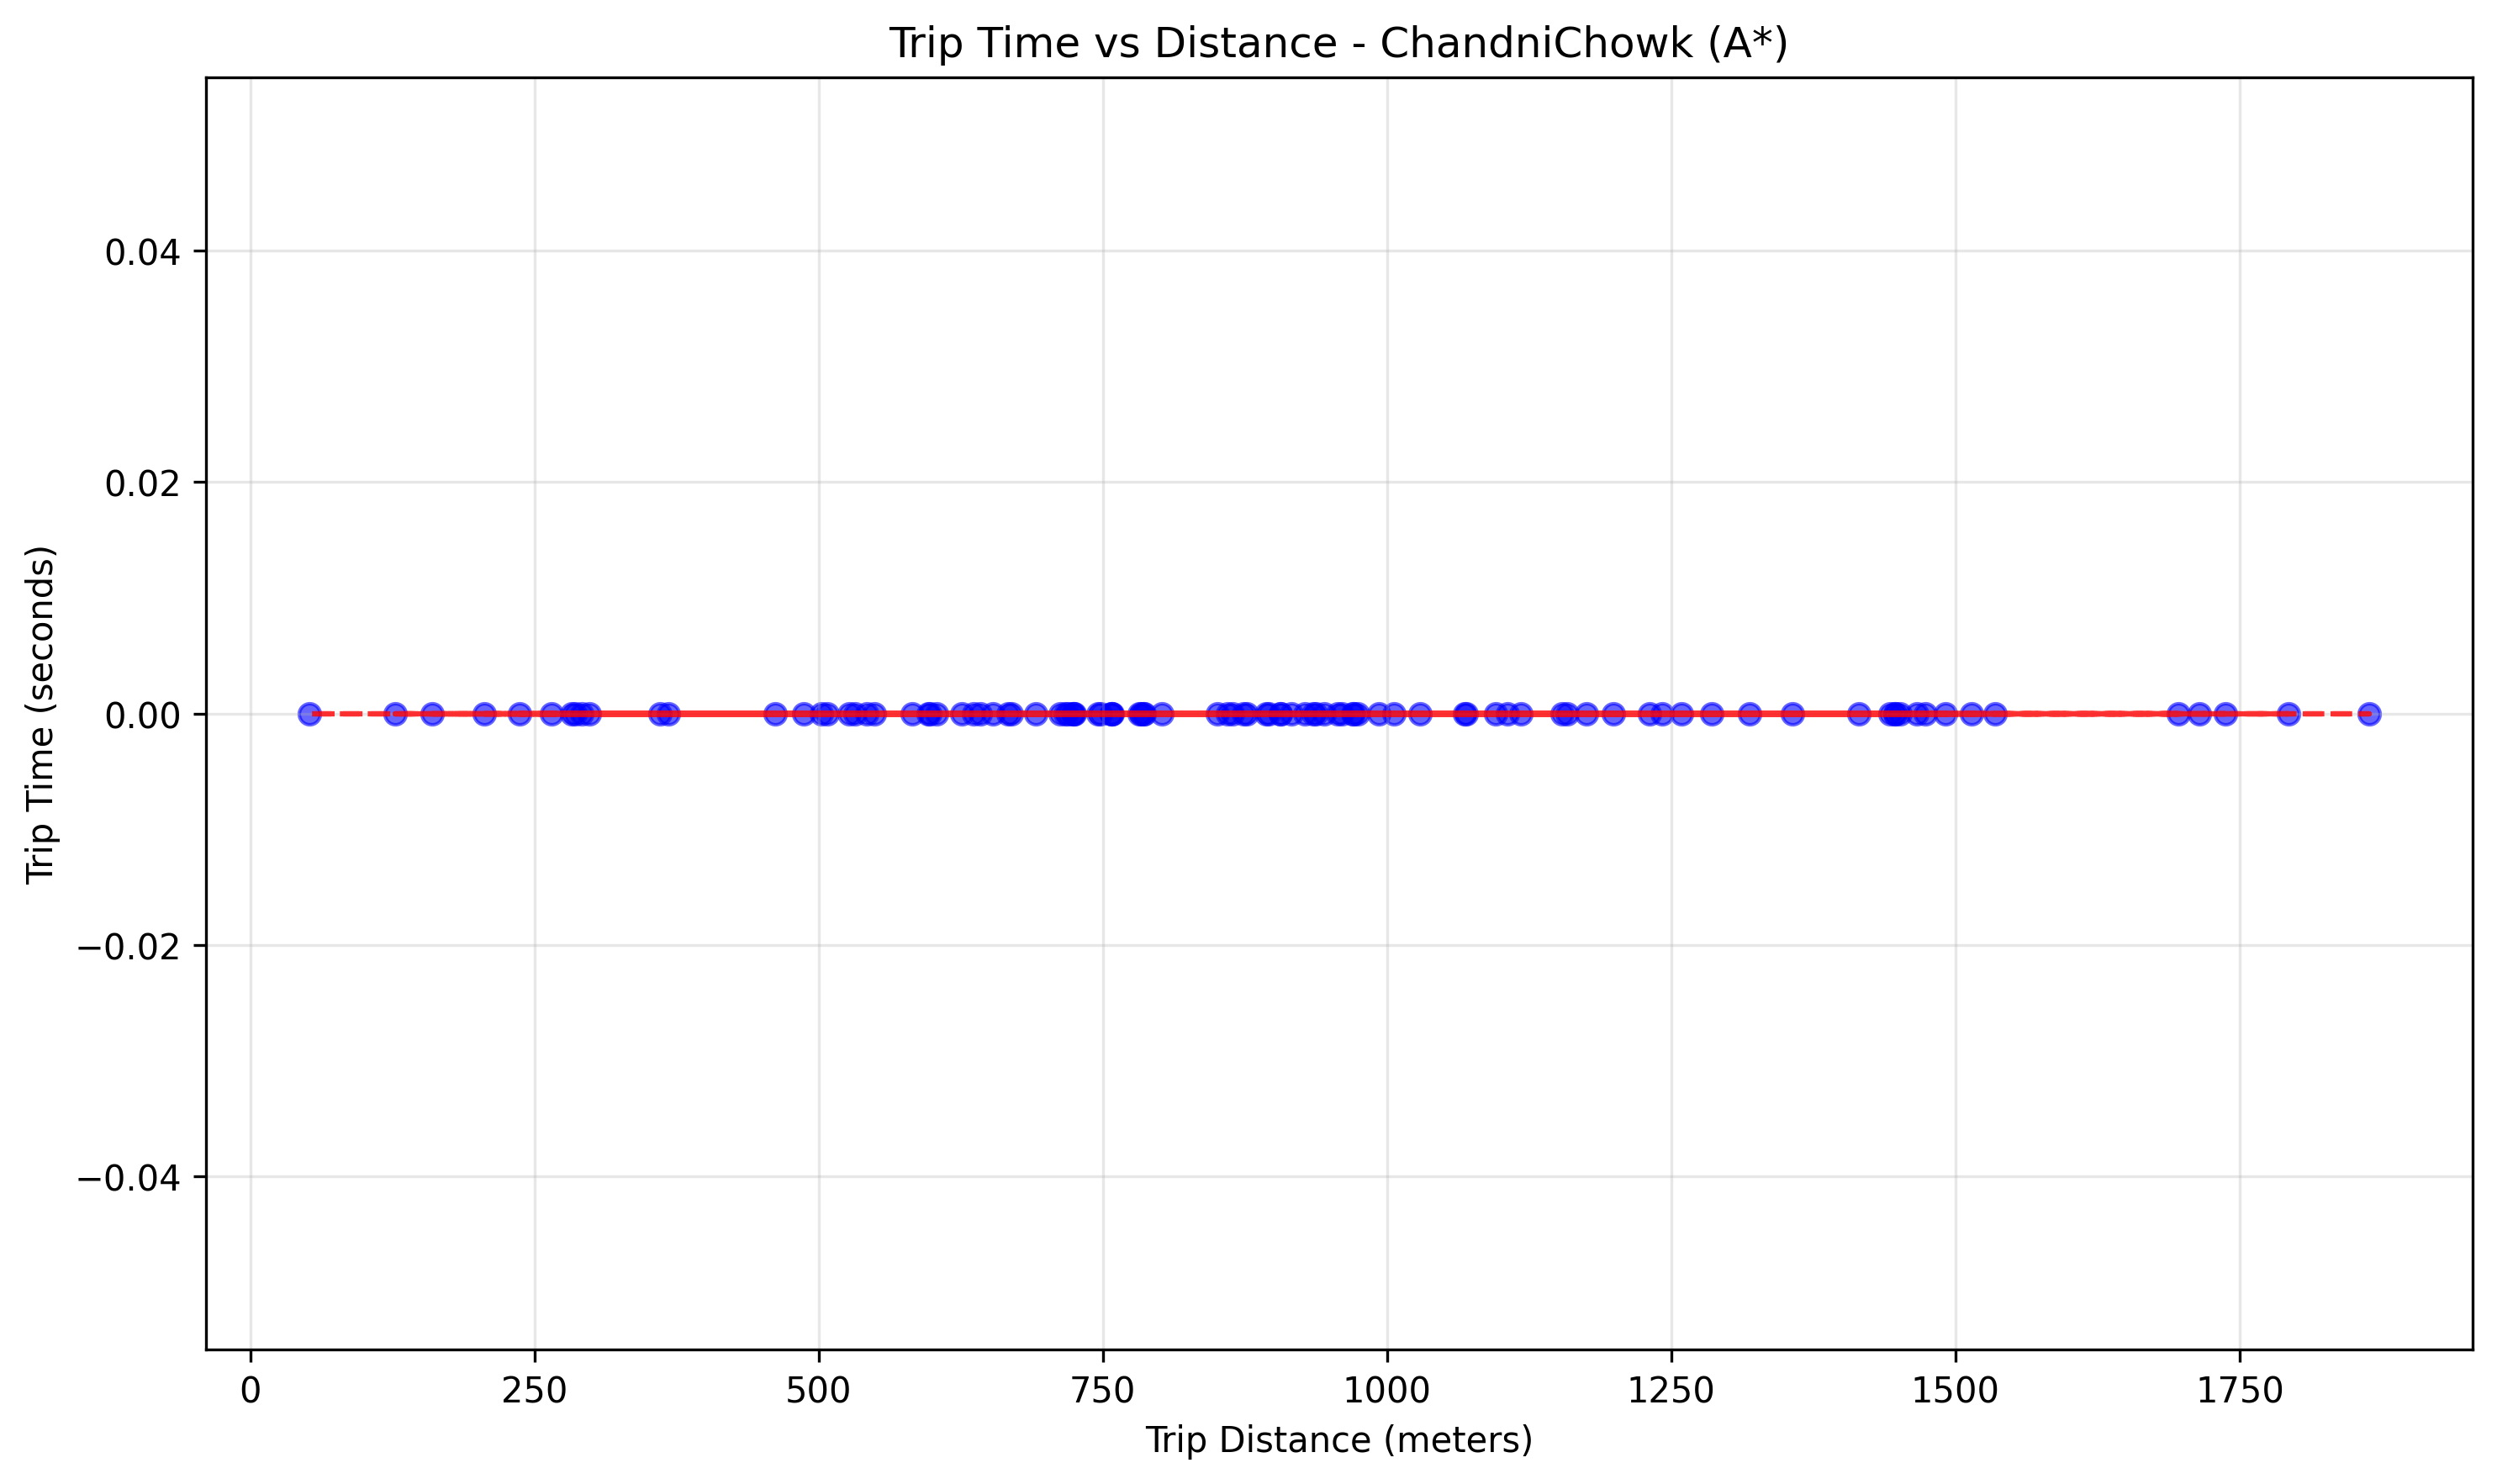 Trip Time vs Distance - ChandniChowk (A*)
Trip Time (seconds)
0.04
0.02
0.00
−0.02
−0.04
0 250 500 750 1000 1250 1500 1750
Trip Distance (meters)